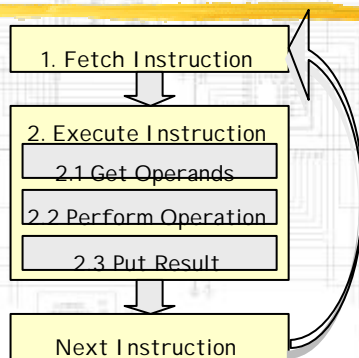 1. Fetch Instruction
2. Execute Instruction
2.1 Get Operands
2.2 Perform Operation
2.3 Put Result
Next Instruction